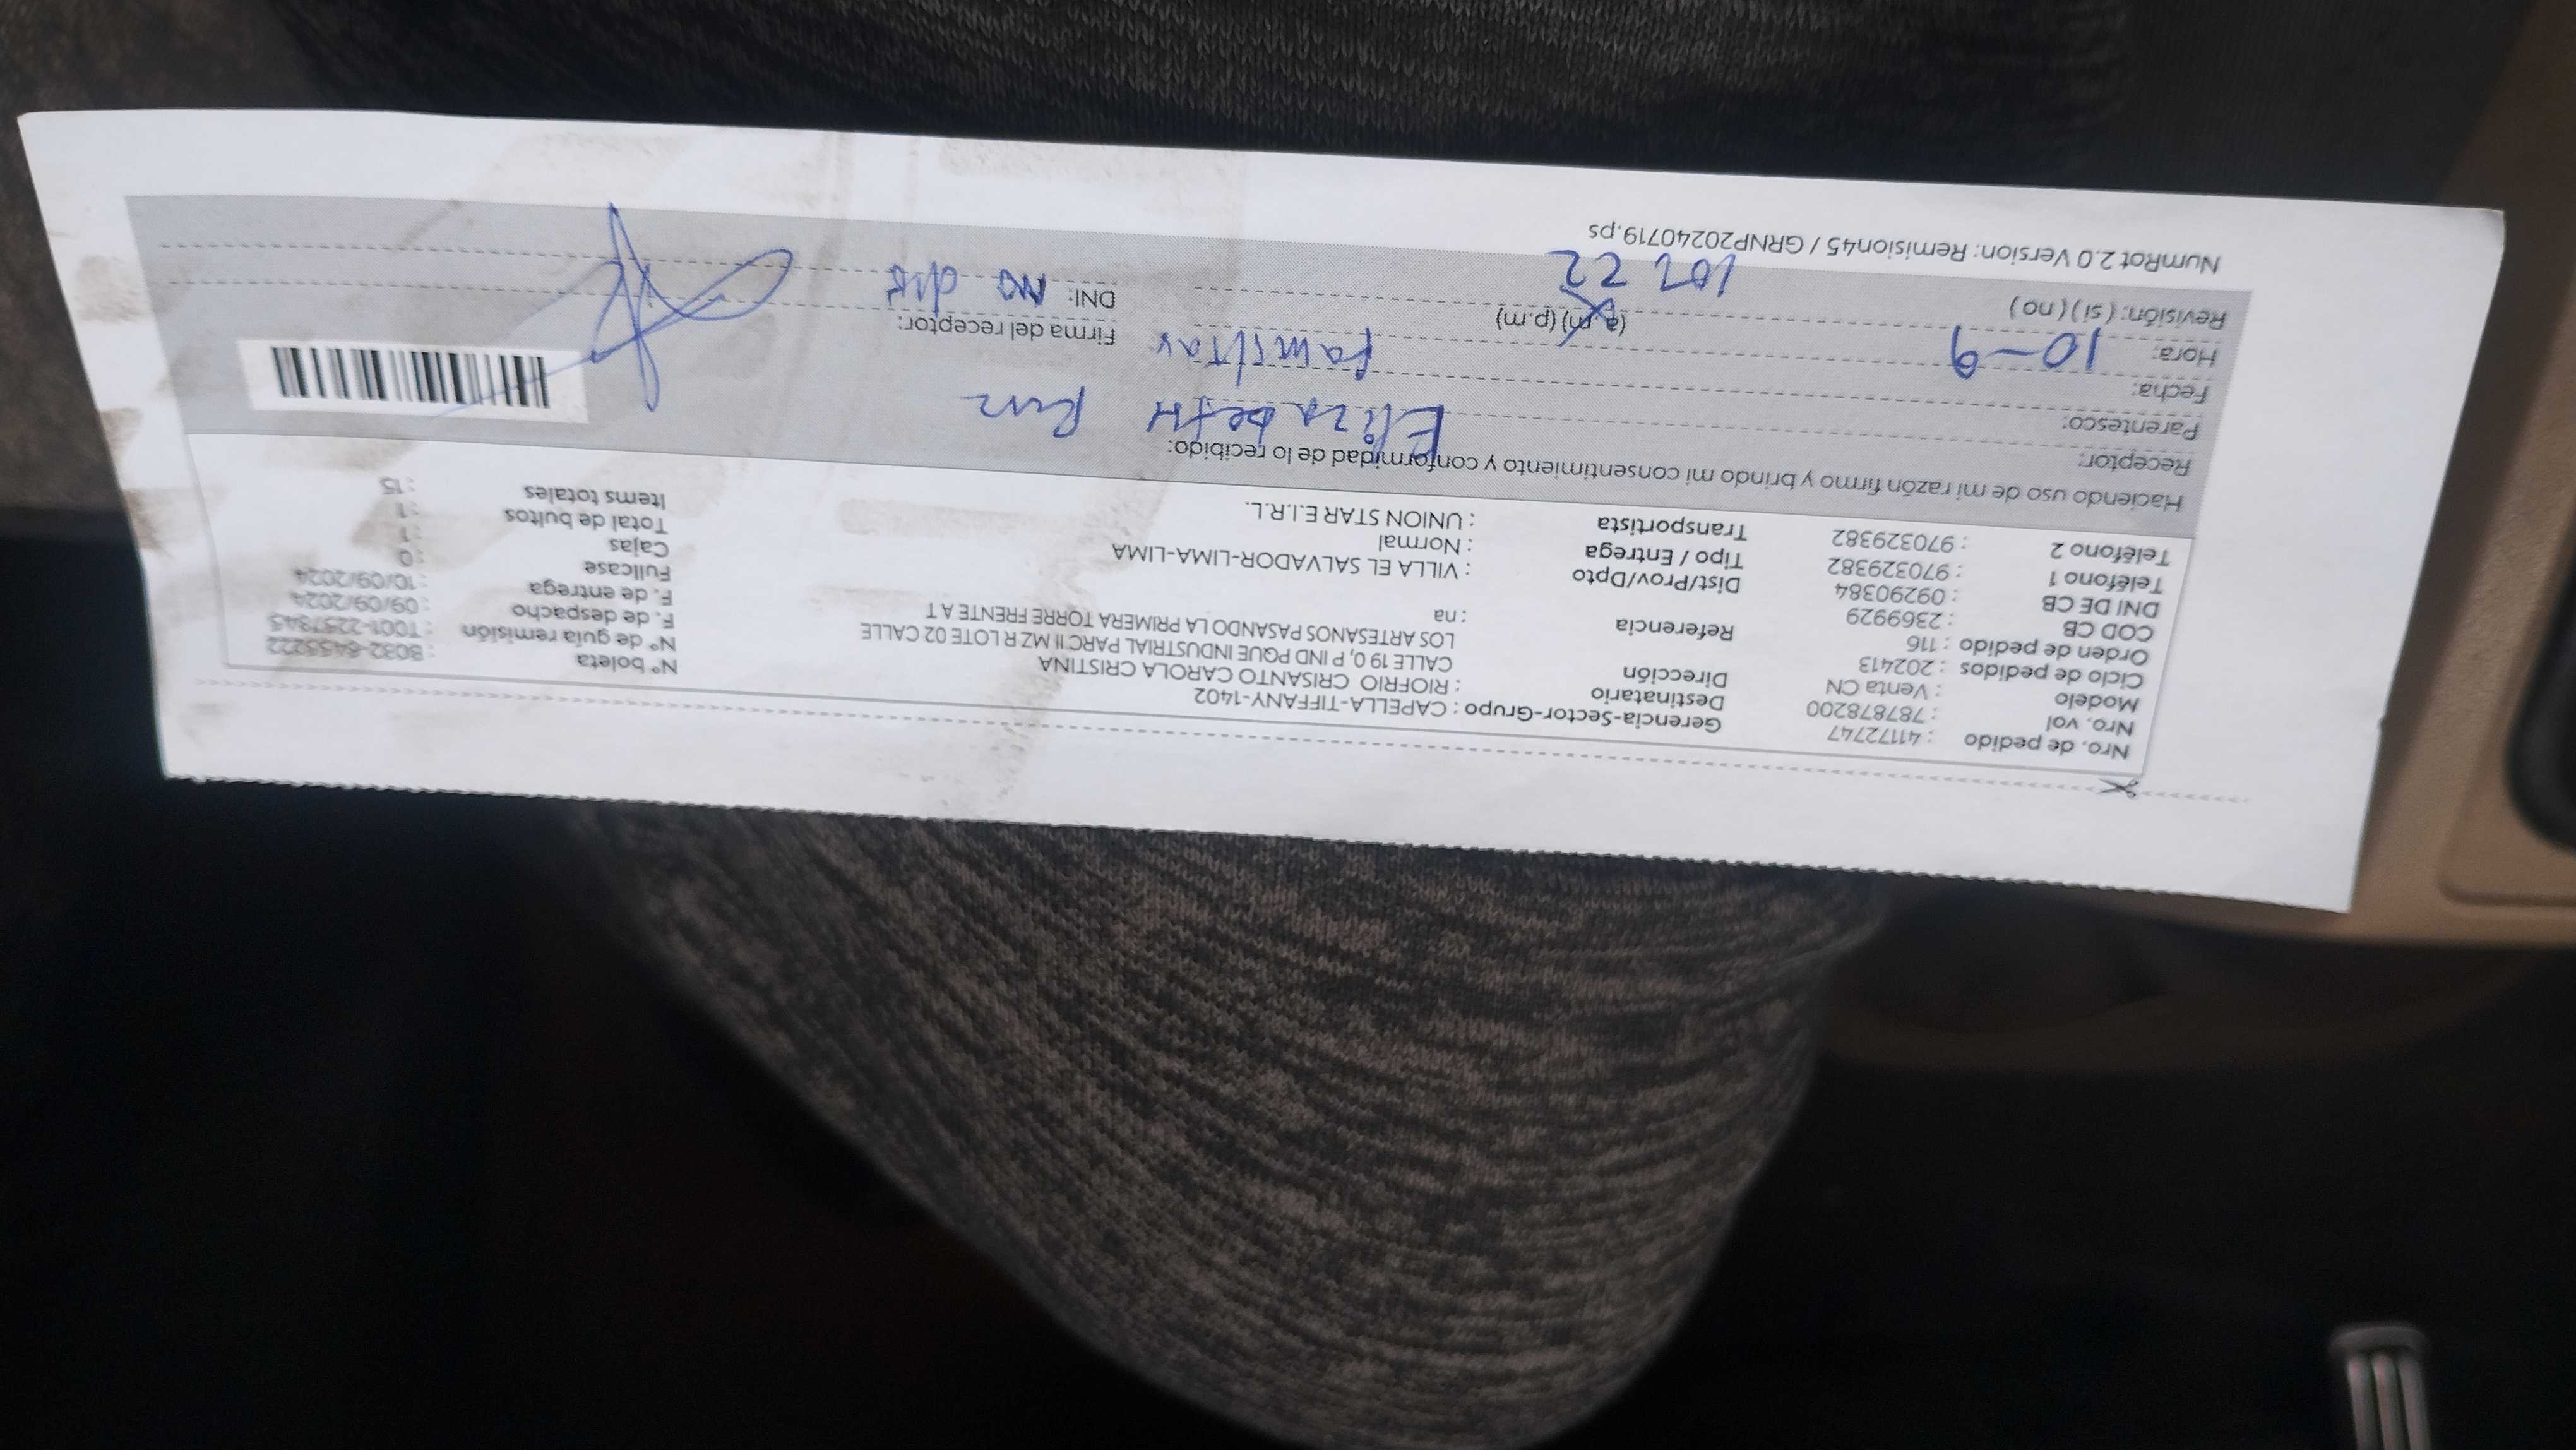 Nro. de pedido : 41172747
Nro. vol : 7878788200
Modelo : Venta CN
Ciclo de pedidos : 202413
Orden de pedido : 116
COD CB : 2369929
DNI DE CB : 09290384
Teléfono 1 : 970329382
Teléfono 2 : 970329382
Gerencia-Sector-Grupo : CAPELLA-TIFFANY-1402
Destinatario : RIOFRIO CRISANTO CAROLA CRISTINA
Dirección CALLE 19 0, P IND PQUE INDUSTRIAL PARC II MZ R LOTE 02 CALLE
LOS ARTESANOS PASANDO LA PRIMERA TORRE FRENTE A T
Referencia : na
Dist/Prov/Dpto : VILLA EL SALVADOR-LIMA-LIMA
Tipo / Entrega : Normal
Transportista : UNION STAR E.I.R.L.
N° boleta : B032-
N° de guía remisión : T001-
F. de despacho : 09/09/2024
F. de entrega : 10/09/2024
Fullcase : 0
Cajas : 1
Total de bultos : 1
Items totales : 15
Haciendo uso de mi razón firmo y brindo mi consentimiento y conformidad de lo recibido:
Receptor: Elizabeth
Parentesco: familiar
Fecha: 10-9
Hora: (a.m) (p.m)
Revisión: ( si ) ( no )
Firma del receptor:
DNI: no dio
NumRot 2.0 Version: Remision45 / GRNP20240719.ps